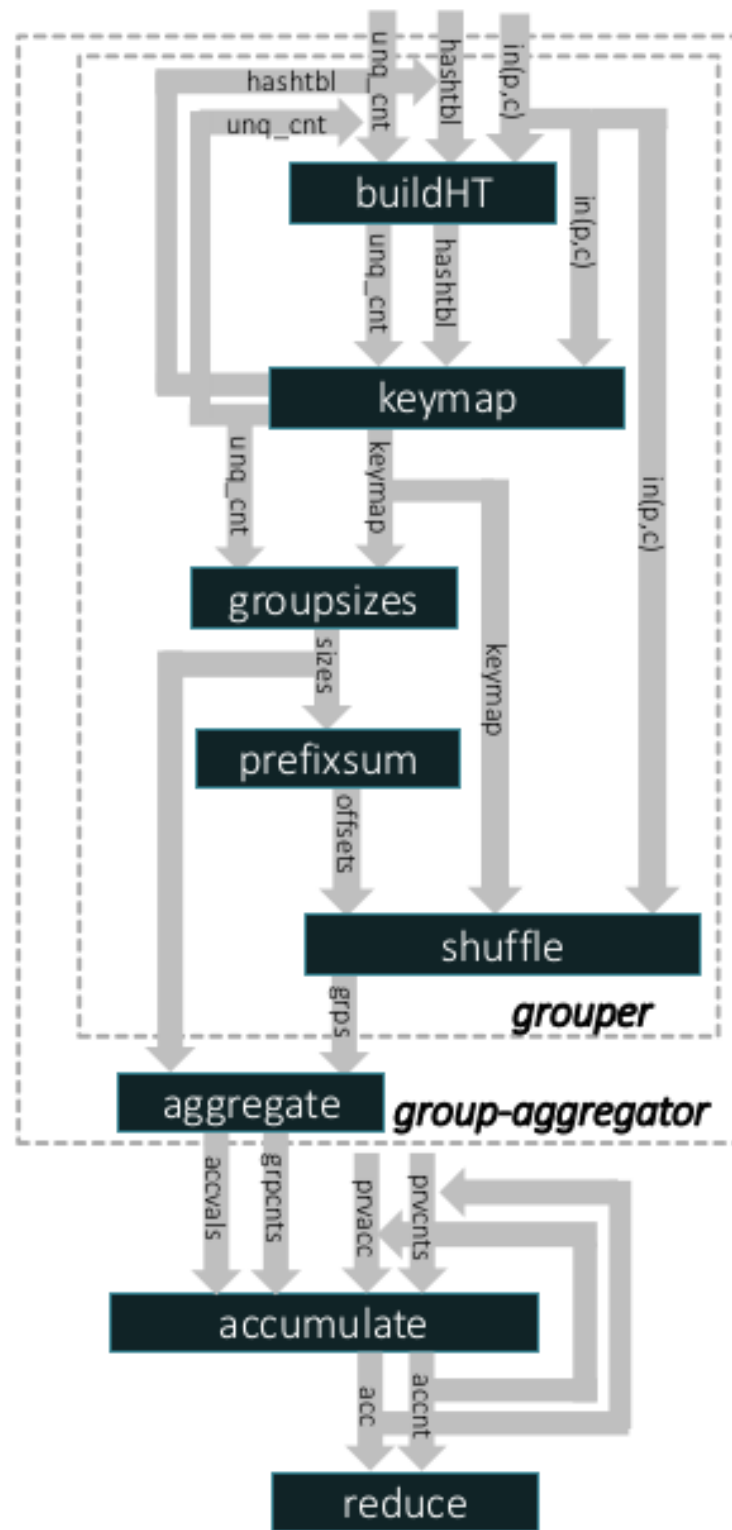 unq_cnt
hashtbl
in(p,c)
hashtbl
unq_cnt
buildHT
unq_cnt
hashtbl
in(p,c)
keymap
unq_cnt
keymap
in(p,c)
groupsizes
sizes
keymap
prefixsum
offsets
shuffle
grps
grouper
aggregate
group-aggregator
accvals
grpcnts
prvacc
prvcnts
accumulate
acc
accnt
reduce